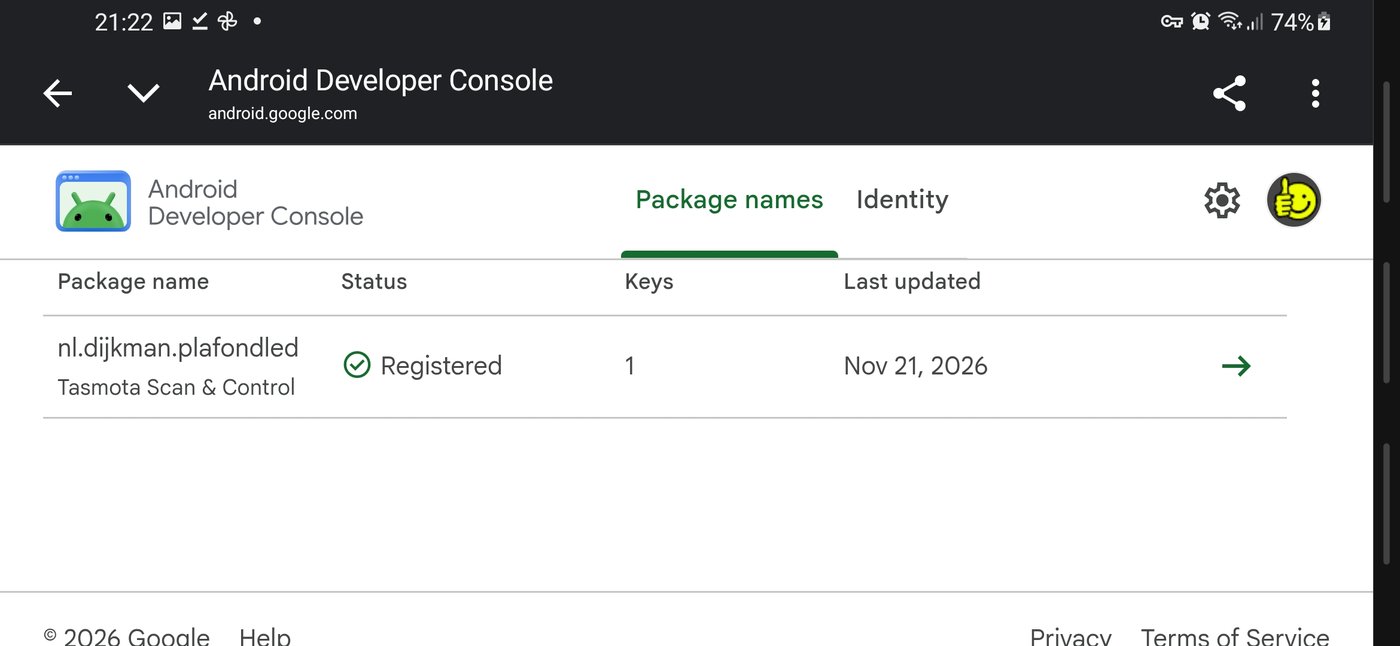 21:22 74%
Android Developer Console
android.google.com
Android
Developer Console
Package names Identity
Package name Status Keys Last updated
nl.dijkman.plafondled
Tasmota Scan & Control
Registered 1 Nov 21, 2026
© 2026 Google Help Privacy Terms of Service